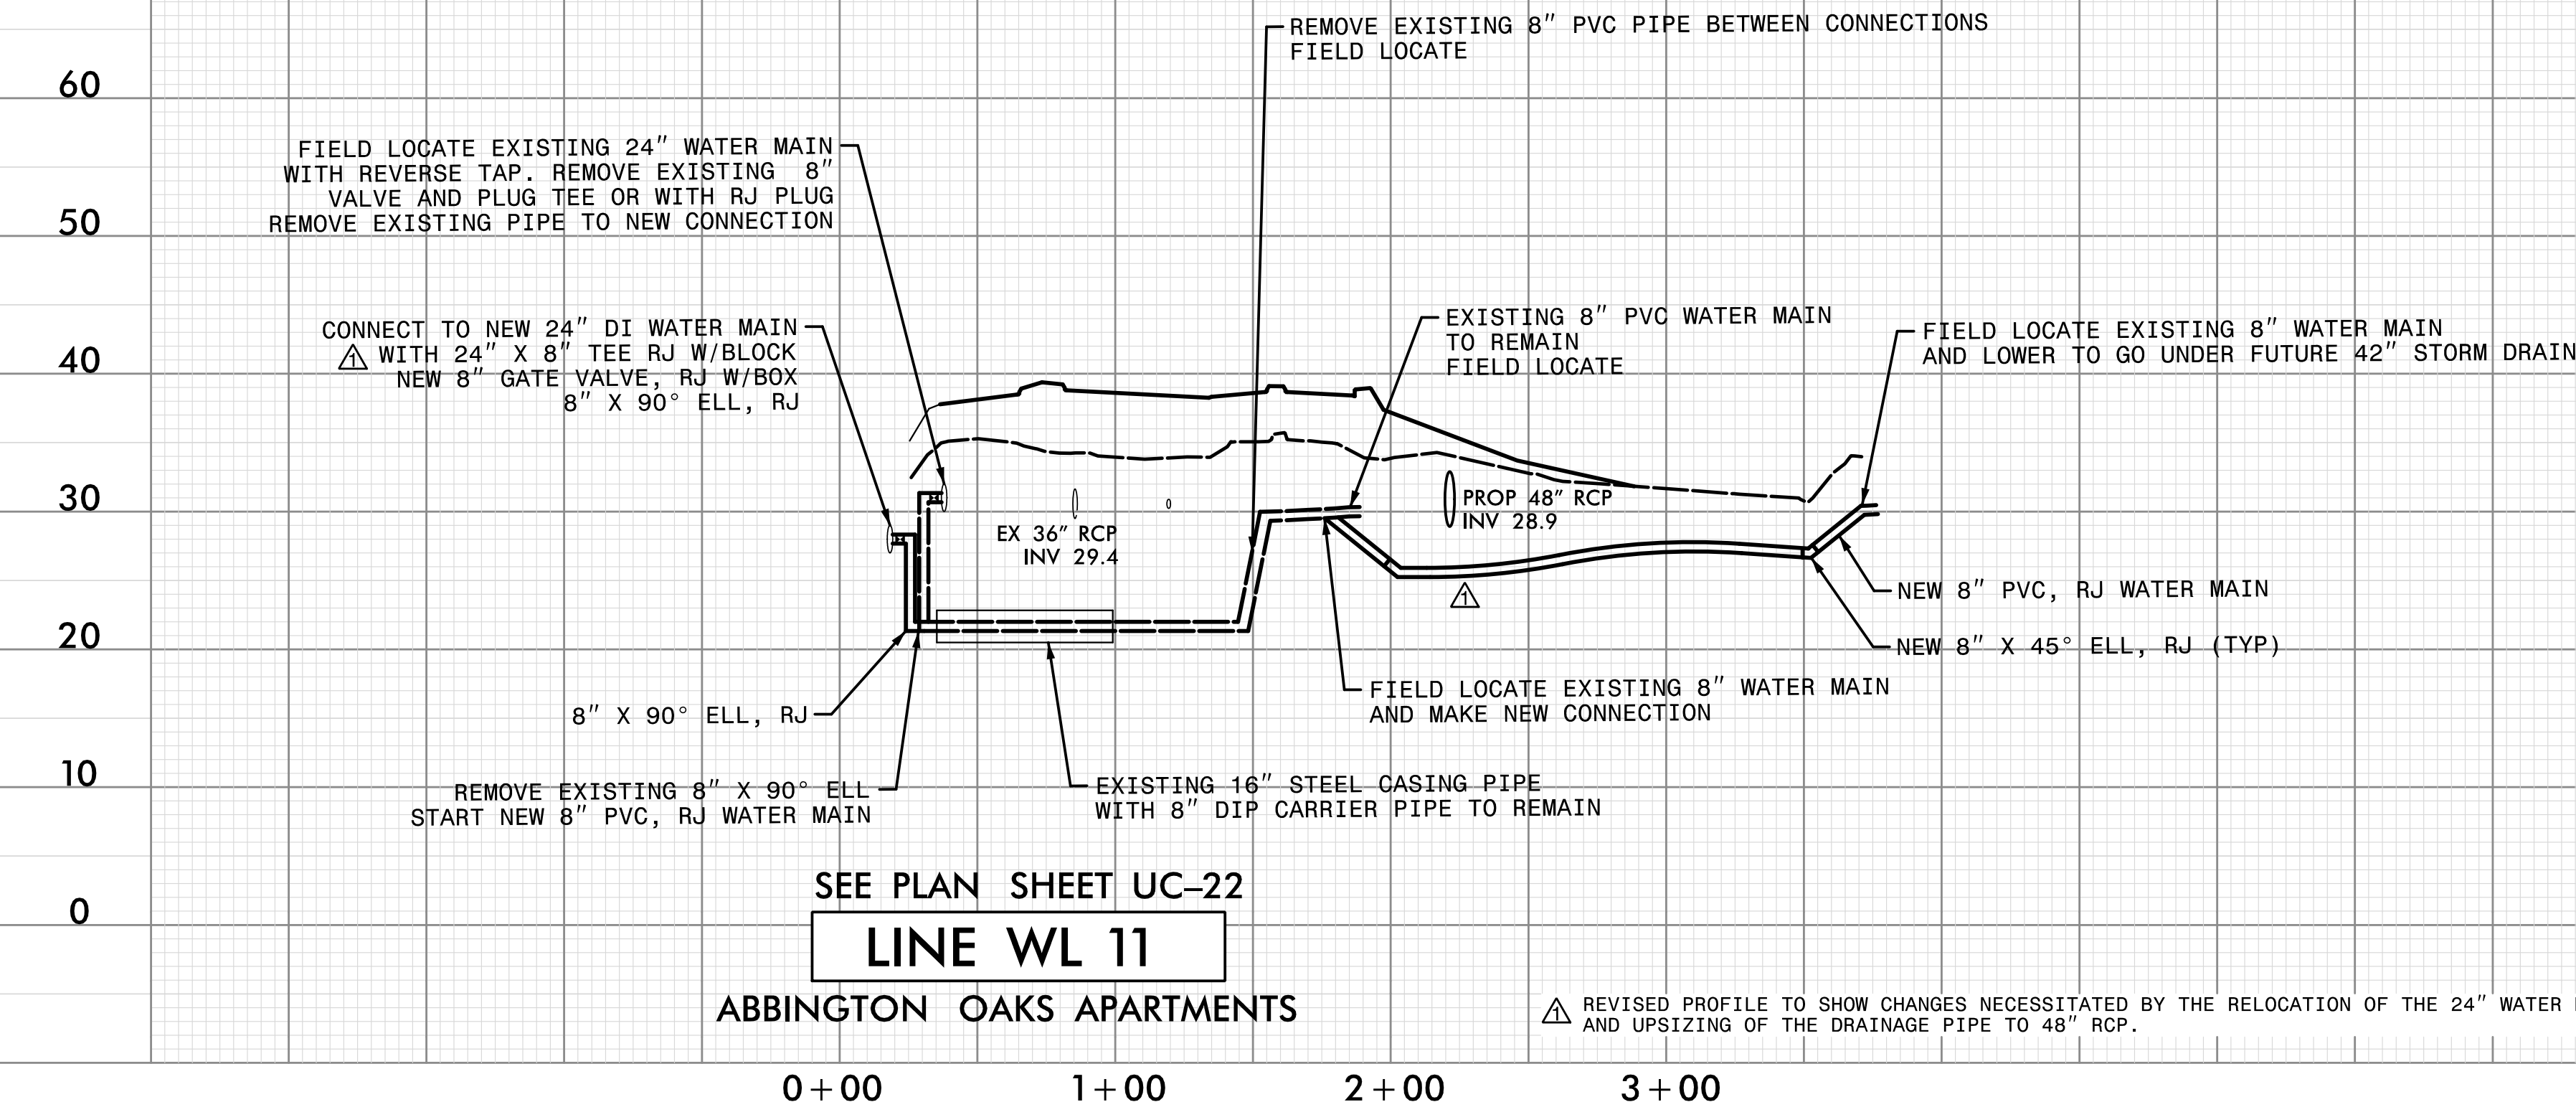 REMOVE EXISTING 8" PVC PIPE BETWEEN CONNECTIONS
FIELD LOCATE
60
FIELD LOCATE EXISTING 24" WATER MAIN
WITH REVERSE TAP. REMOVE EXISTING 8"
VALVE AND PLUG TEE OR WITH RJ PLUG
REMOVE EXISTING PIPE TO NEW CONNECTION
50
EXISTING 8" PVC WATER MAIN
TO REMAIN
FIELD LOCATE
CONNECT TO NEW 24" DI WATER MAIN
1 WITH 24" X 8" TEE RJ W/BLOCK
NEW 8" GATE VALVE, RJ W/BOX
8" X 90° ELL, RJ
FIELD LOCATE EXISTING 8" WATER MAIN
AND LOWER TO GO UNDER FUTURE 42" STORM DRAIN
40
30
PROP 48" RCP
INV 28.9
EX 36" RCP
INV 29.4
1
NEW 8" PVC, RJ WATER MAIN
20
NEW 8" X 45° ELL, RJ (TYP)
FIELD LOCATE EXISTING 8" WATER MAIN
AND MAKE NEW CONNECTION
8" X 90° ELL, RJ
10
REMOVE EXISTING 8" X 90° ELL
START NEW 8" PVC, RJ WATER MAIN
EXISTING 16" STEEL CASING PIPE
WITH 8" DIP CARRIER PIPE TO REMAIN
SEE PLAN SHEET UC-22
0
LINE WL 11
ABBINGTON OAKS APARTMENTS
1 REVISED PROFILE TO SHOW CHANGES NECESSITATED BY THE RELOCATION OF THE 24" WATER
AND UPSIZING OF THE DRAINAGE PIPE TO 48" RCP.
0+00 1+00 2+00 3+00